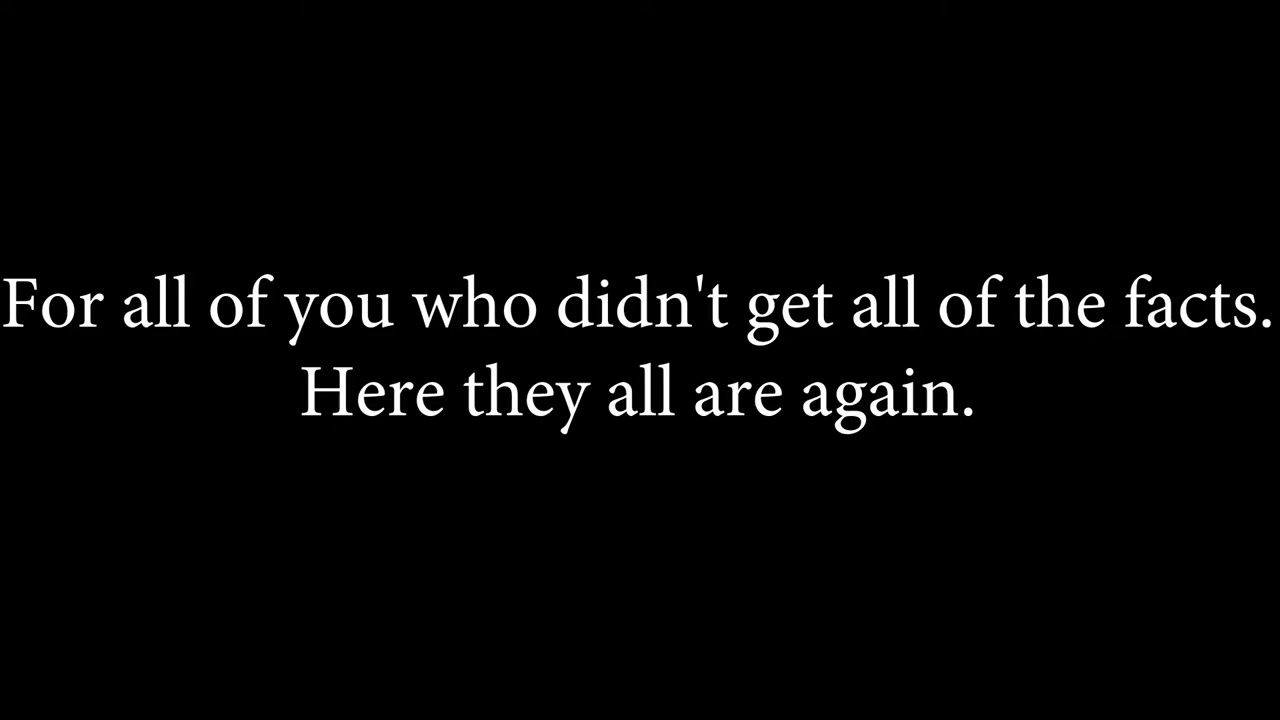 For all of you who didn't get all of the facts.
Here they all are again.